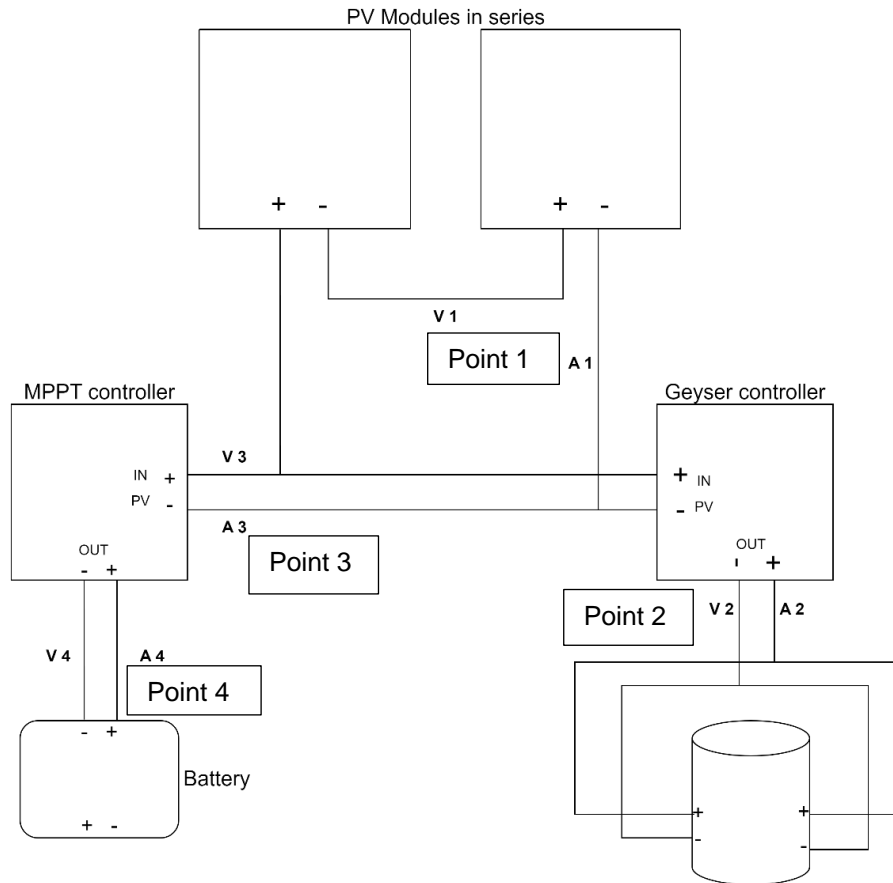 PV Modules in series
+ - + -
V 1
Point 1
A 1
MPPT controller
Geyser controller
V 3
IN +
+ IN
PV -
- PV
A 3
OUT
- +
Point 3
OUT
- +
Point 2
V 2
A 2
V 4
A 4
Point 4
- +
Battery
+ -
+ +
- -